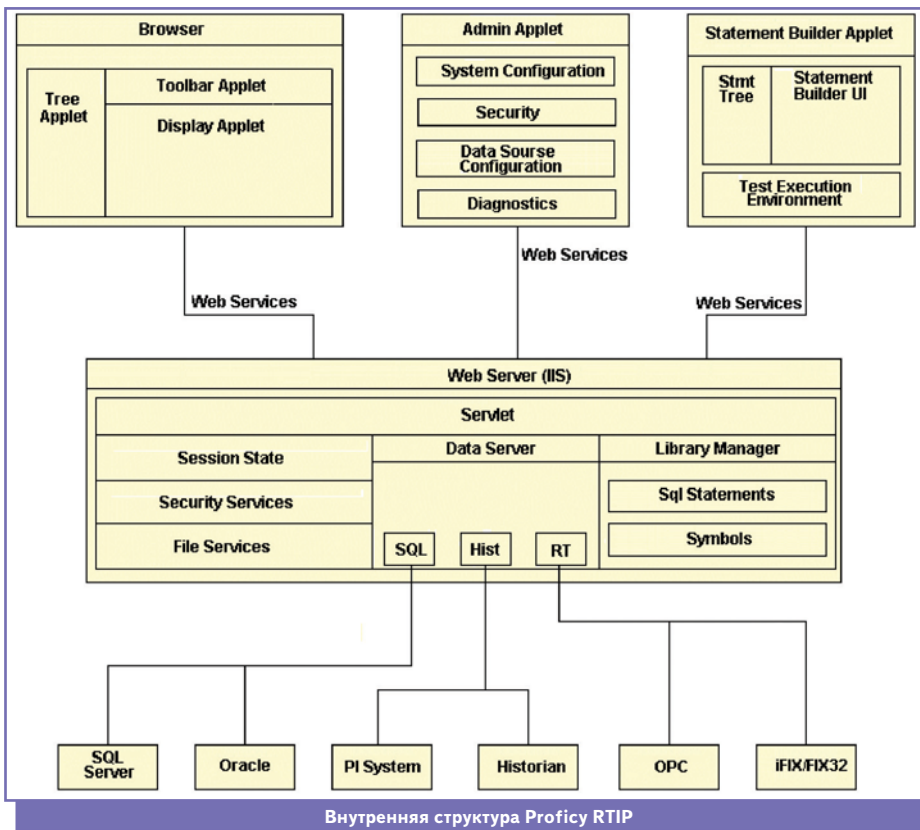 Browser
Tree
Applet
Toolbar Applet
Display Applet
Admin Applet
System Configuration
Security
Data Sourse
Configuration
Diagnostics
Statement Builder Applet
Stmt
Tree
Statement
Builder UI
Test Execution
Environment
Web Services
Web Services
Web Services
Web Server (IIS)
Servlet
Session State
Security Services
File Services
Data Server
SQL
Hist
RT
Library Manager
Sql Statements
Symbols
SQL
Server
Oracle
PI System
Historian
OPC
iFIX/FIX32
Внутренняя структура Proficy RTIP